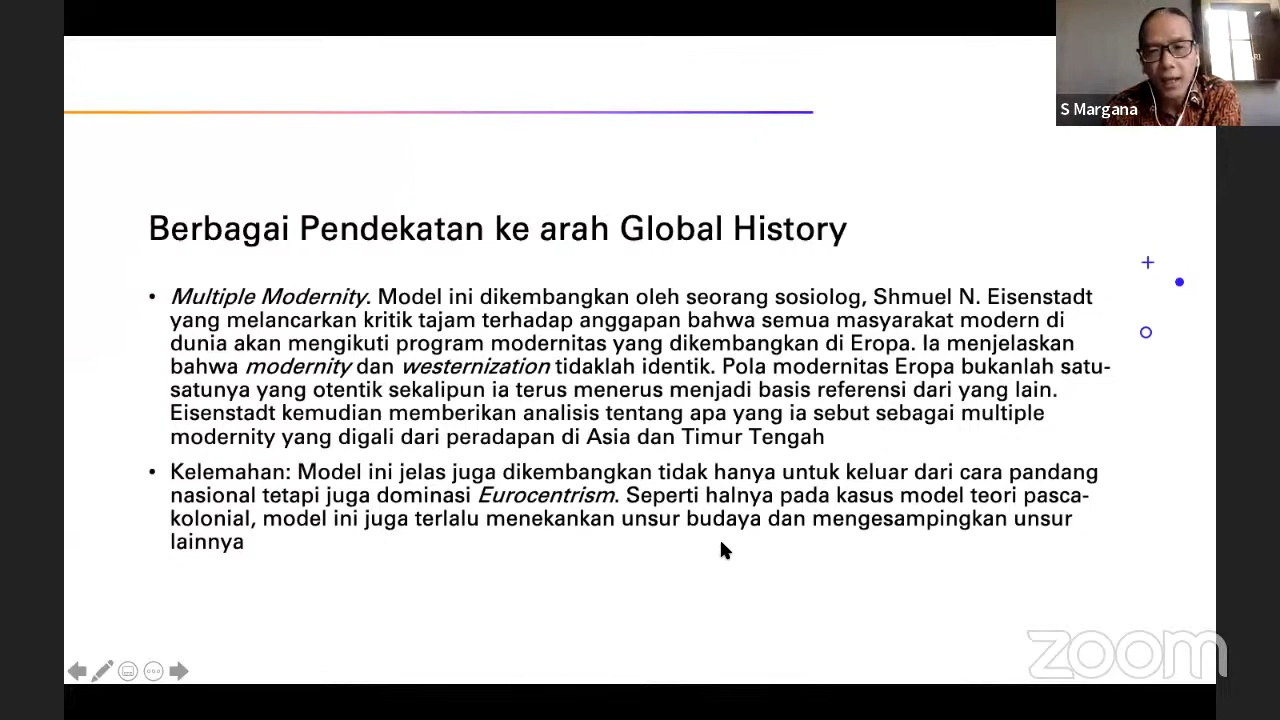 S Margana
Berbagai Pendekatan ke arah Global History
• Multiple Modernity. Model ini dikembangkan oleh seorang sosiolog, Shmuel N. Eisenstadt
yang melancarkan kritik tajam terhadap anggapan bahwa semua masyarakat modern di
dunia akan mengikuti program modernitas yang dikembangkan di Eropa. Ia menjelaskan
bahwa modernity dan westernization tidaklah identik. Pola modernitas Eropa bukanlah satu-
satunya yang otentik sekalipun ia terus menerus menjadi basis referensi dari yang lain.
Eisenstadt kemudian memberikan analisis tentang apa yang ia sebut sebagai multiple
modernity yang digali dari peradapan di Asia dan Timur Tengah
• Kelemahan: Model ini jelas juga dikembangkan tidak hanya untuk keluar dari cara pandang
nasional tetapi juga dominasi Eurocentrism. Seperti halnya pada kasus model teori pasca-
kolonial, model ini juga terlalu menekankan unsur budaya dan mengesampingkan unsur
lainnya
zoom